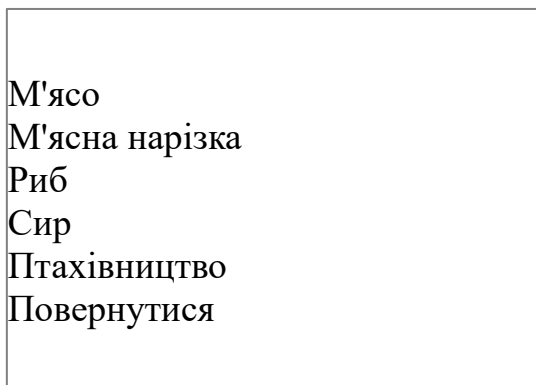 М'ясо
М'ясна нарізка
Риб
Сир
Птахівництво
Повернутися